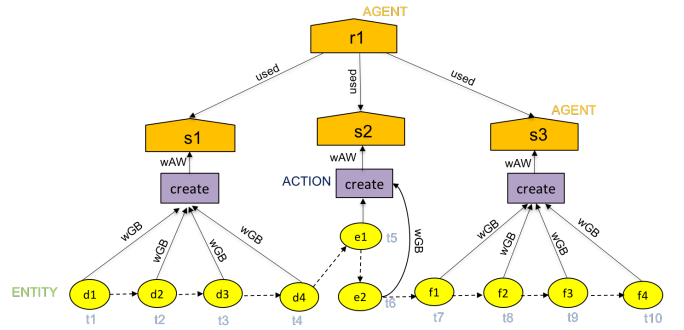 AGENT
r1
used
used
used
AGENT
s1
s2
s3
wAW
wAW
wAW
create
ACTION
create
create
wGB
wGB
wGB
wGB
e1
t5
wGB
wGB
wGB
wGB
wGB
ENTITY
d1
d2
d3
d4
e2
f1
f2
f3
f4
t1
t2
t3
t4
t6
t7
t8
t9
t10